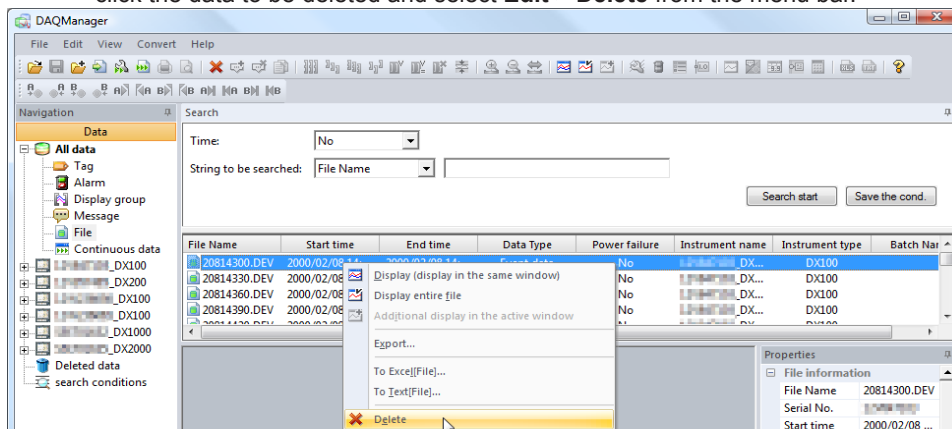 click the data to be deleted and select Edit - Delete from the menu bar.
DAQManager
File Edit View Convert Help
Navigation
Search
Data
All data
Tag
Alarm
Display group
Message
File
Continuous data
_DX100
_DX200
_DX100
_DX100
_DX1000
_DX2000
Deleted data
search conditions
Time: No
String to be searched: File Name
Search start Save the cond.
File Name Start time End time Data Type Power failure Instrument name Instrument type Batch Nar
20814300.DEV 2000/02/08 14: 2000/02/08 14: Event data No _DX... DX100
20814330.DEV 2000/02/08 No _DX... DX100
20814360.DEV 2000/02/08 No _DX... DX100
20814390.DEV 2000/02/08 No _DX... DX100
Display (display in the same window)
Display entire file
Additional display in the active window
Export...
To Excel[File]...
To Text[File]...
Delete
Properties
File information
File Name 20814300.DEV
Serial No.
Start time 2000/02/08 ...